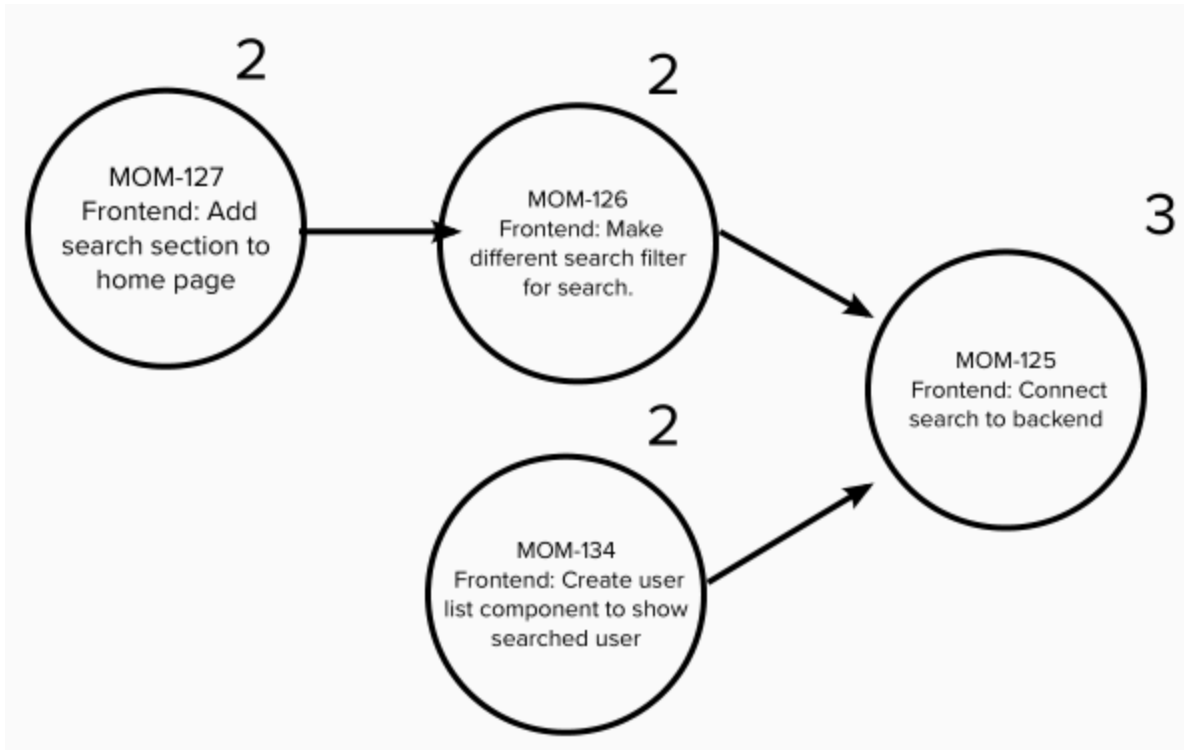 2
MOM-127
Frontend: Add
search section to
home page
2
MOM-126
Frontend: Make
different search filter
for search.
3
MOM-125
Frontend: Connect
search to backend
2
MOM-134
Frontend: Create user
list component to show
searched user